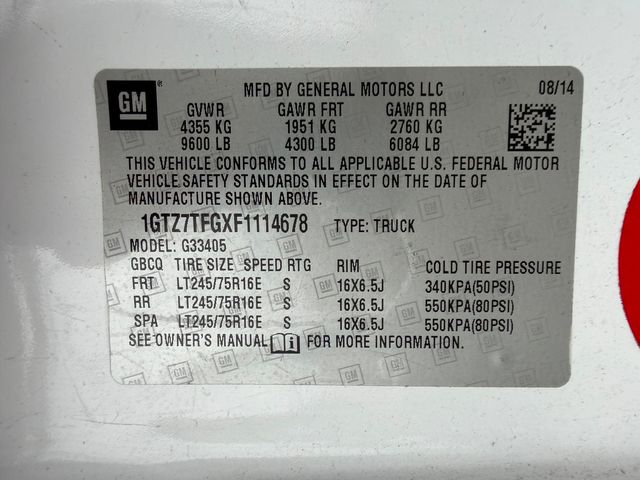 GM ®
MFD BY GENERAL MOTORS LLC 08/14
GVWR GAWR FRT GAWR RR
4355 KG 1951 KG 2760 KG
9600 LB 4300 LB 6084 LB
THIS VEHICLE CONFORMS TO ALL APPLICABLE U.S. FEDERAL MOTOR
VEHICLE SAFETY STANDARDS IN EFFECT ON THE DATE OF
MANUFACTURE SHOWN ABOVE.
1GTZ7TFGXF1114678 TYPE: TRUCK
MODEL: G33405
GBCQ TIRE SIZE SPEED RTG RIM COLD TIRE PRESSURE
FRT LT245/75R16E S 16X6.5J 340KPA(50PSI)
RR LT245/75R16E S 16X6.5J 550KPA(80PSI)
SPA LT245/75R16E S 16X6.5J 550KPA(80PSI)
SEE OWNER'S MANUAL i FOR MORE INFORMATION.